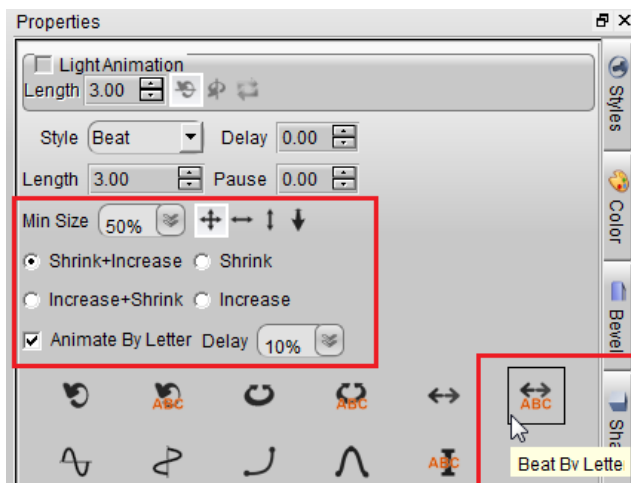 Properties
Light Animation
Length 3.00
Style Beat Delay 0.00
Length 3.00 Pause 0.00
Min Size 50%
Shrink+Increase Shrink
Increase+Shrink Increase
Animate By Letter Delay 10%
ABC ABC ABC
ABC
Beat By Lette
Styles
Color
Bevel
Sha